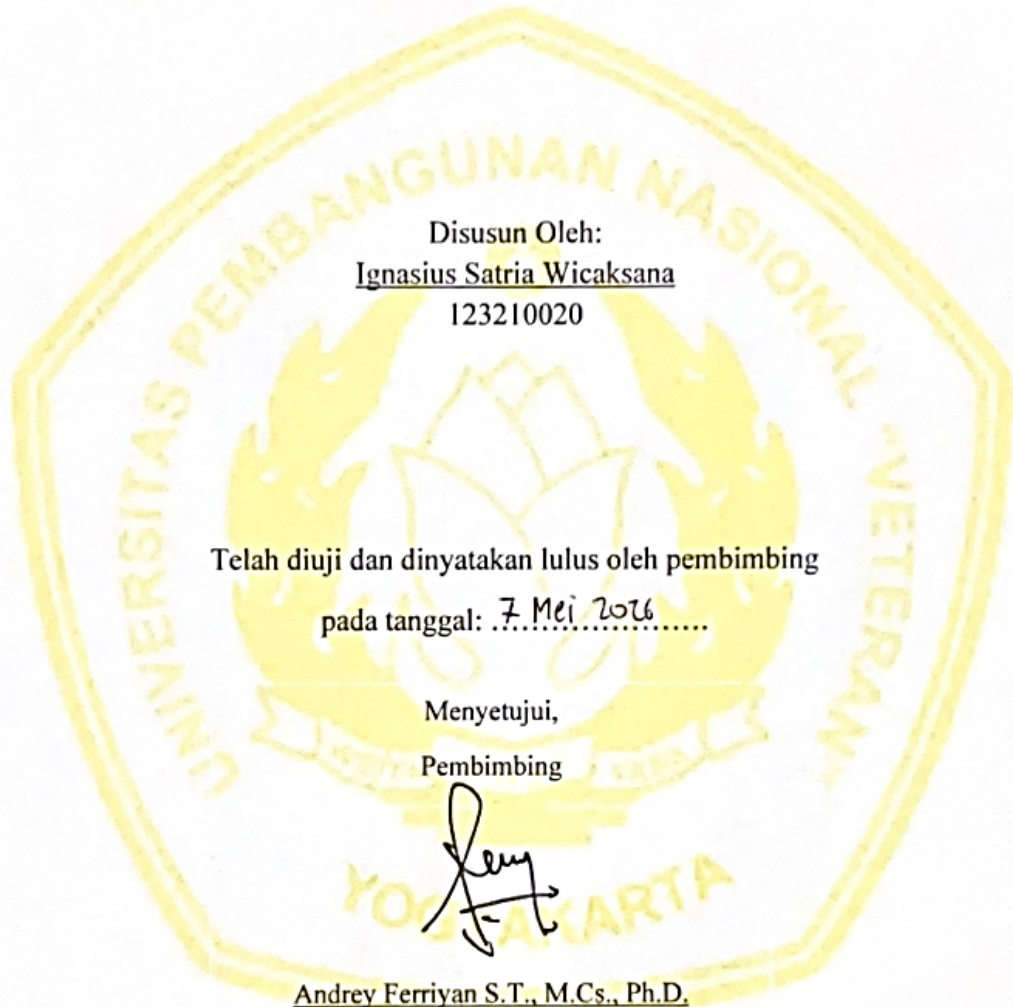 UNIVERSITAS PEMBANGUNAN NASIONAL "VETERAN"
YOGYAKARTA
Disusun Oleh:
Ignasius Satria Wicaksana
123210020
Telah diuji dan dinyatakan lulus oleh pembimbing
pada tanggal: 7 Mei 2026
Menyetujui,
Pembimbing
Andrey Ferriyan S.T., M.Cs., Ph.D.